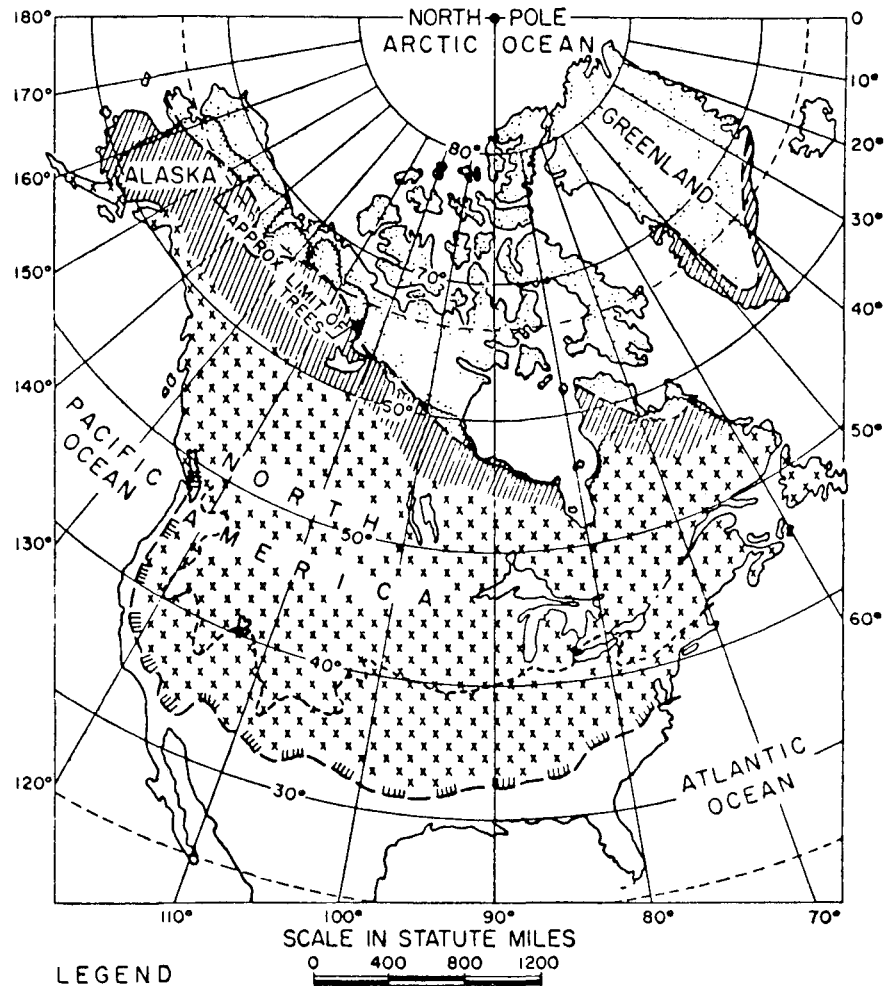 180°
NORTH POLE
0
ARCTIC OCEAN
10°
170°
GREENLAND
20°
80°
160°
ALASKA
30°
APPROX LIMIT OF TREES
70°
150°
40°
140°
60°
50°
PACIFIC OCEAN
NORTH AMERICA
50°
130°
60°
40°
ATLANTIC OCEAN
120°
30°
110°
100°
90°
80°
70°
SCALE IN STATUTE MILES
LEGEND
0 400 800 1200